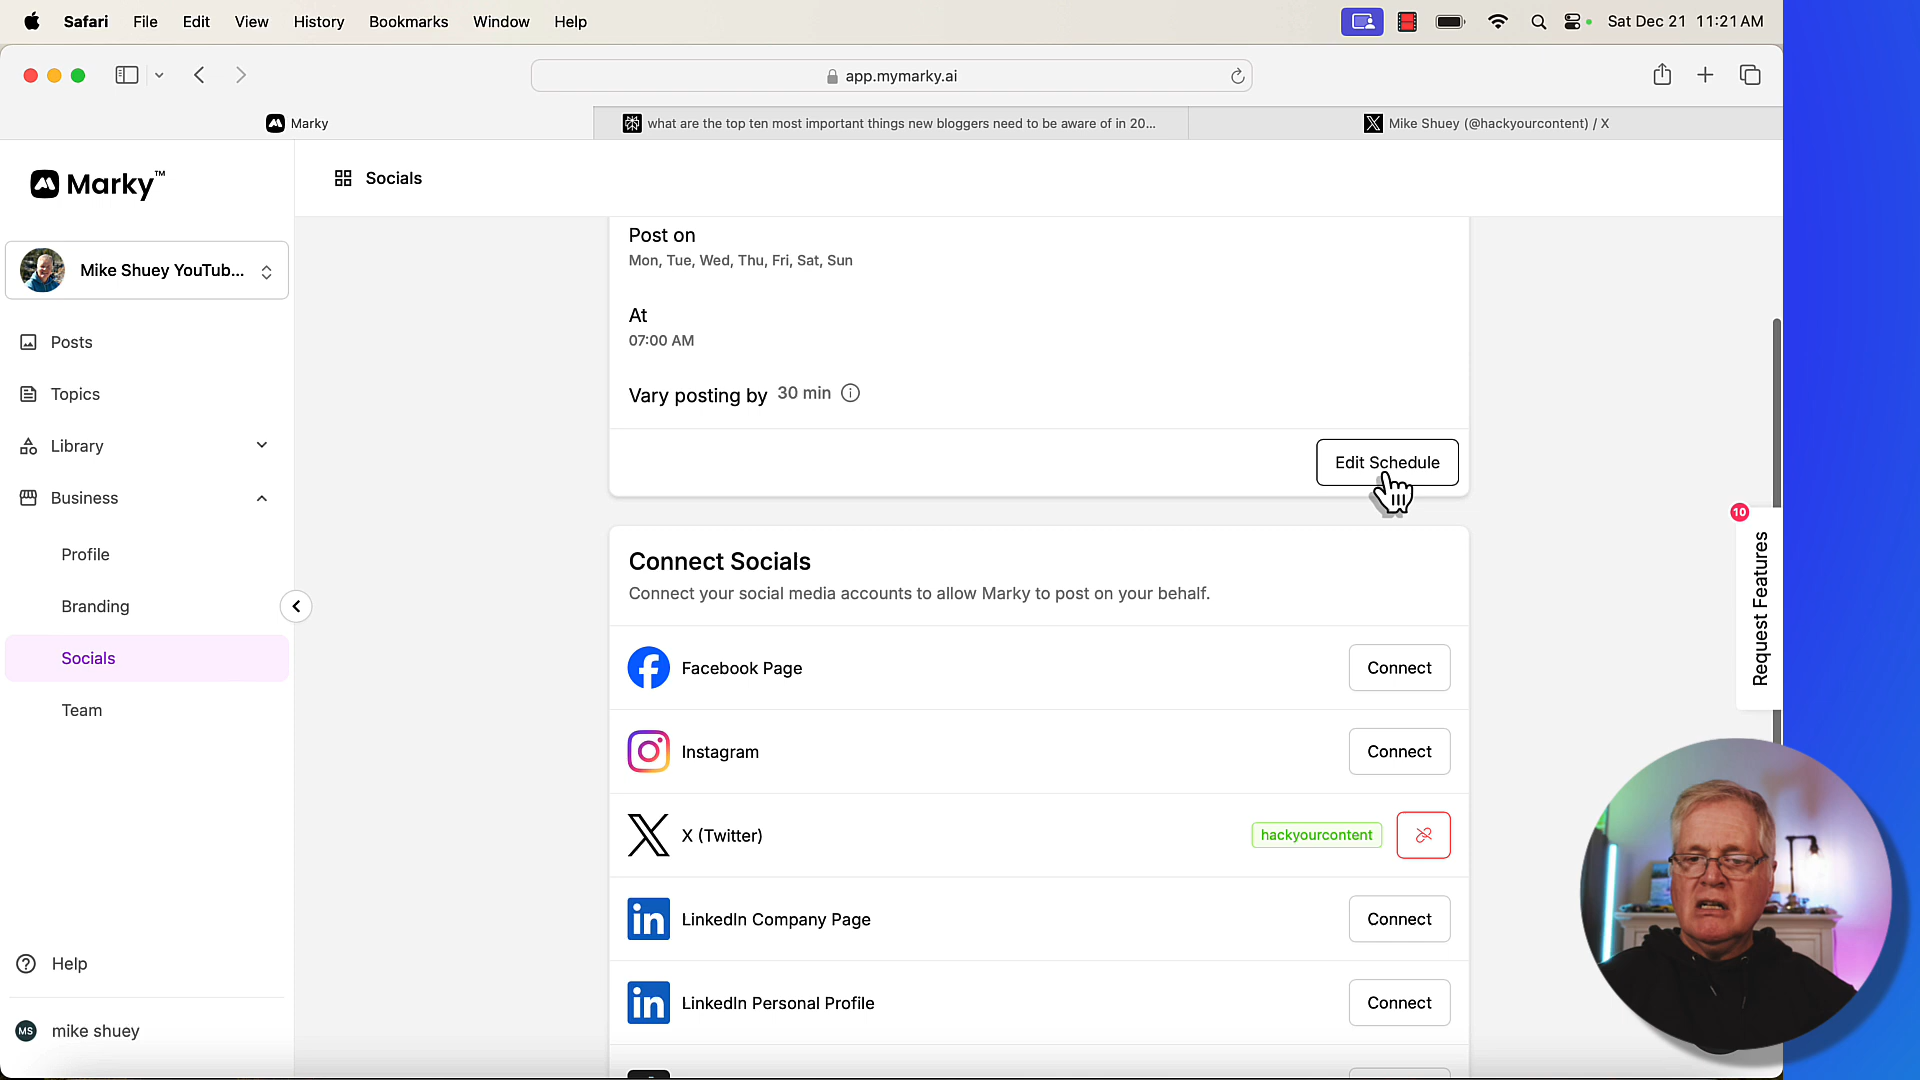 Safari File Edit View History Bookmarks Window Help Sat Dec 21 11:21 AM
app.mymarky.ai
Marky
what are the top ten most important things new bloggers need to be aware of in 20...
Mike Shuey (@hackyourcontent) / X
Marky™
Socials
Mike Shuey YouTub...
Posts
Topics
Library
Business
Profile
Branding
Socials
Team
Help
MS mike shuey
Post on
Mon, Tue, Wed, Thu, Fri, Sat, Sun
At
07:00 AM
Vary posting by 30 min
Edit Schedule
Connect Socials
Connect your social media accounts to allow Marky to post on your behalf.
Facebook Page Connect
Instagram Connect
X (Twitter) hackyourcontent
LinkedIn Company Page Connect
LinkedIn Personal Profile Connect
10
Request Features